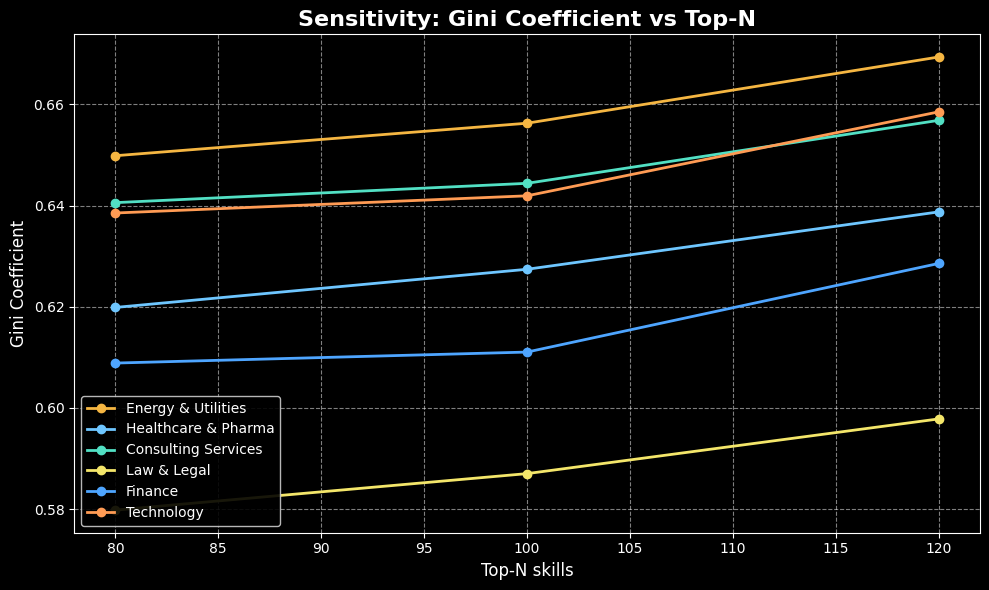 Sensitivity: Gini Coefficient vs Top-N
Gini Coefficient
0.66
0.64
0.62
0.60
0.58
Energy & Utilities
Healthcare & Pharma
Consulting Services
Law & Legal
Finance
Technology
80 85 90 95 100 105 110 115 120
Top-N skills